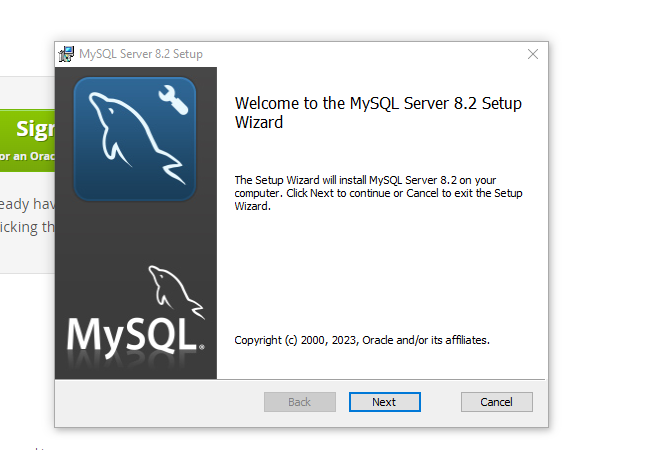 MySQL Server 8.2 Setup
Welcome to the MySQL Server 8.2 Setup
Wizard
Sign
or an Orac
The Setup Wizard will install MySQL Server 8.2 on your
computer. Click Next to continue or Cancel to exit the Setup
Wizard.
eady hav
icking th
MySQL®
Copyright (c) 2000, 2023, Oracle and/or its affiliates.
Back
Next
Cancel